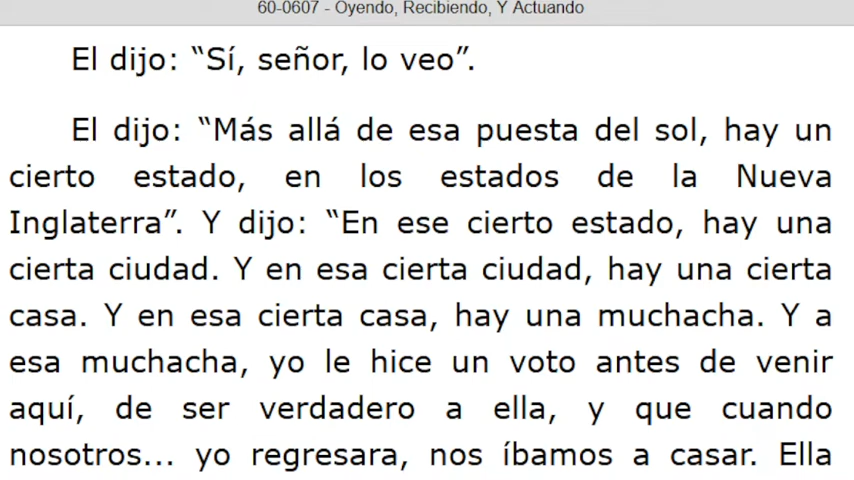 60-0607 - Oyendo, Recibiendo, Y Actuando
El dijo: “Sí, señor, lo veo”.
El dijo: “Más allá de esa puesta del sol, hay un
cierto estado, en los estados de la Nueva
Inglaterra”. Y dijo: “En ese cierto estado, hay una
cierta ciudad. Y en esa cierta ciudad, hay una cierta
casa. Y en esa cierta casa, hay una muchacha. Y a
esa muchacha, yo le hice un voto antes de venir
aquí, de ser verdadero a ella, y que cuando
nosotros... yo regresara, nos íbamos a casar. Ella